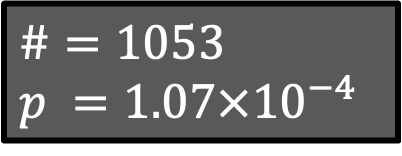 # = 1053
p = 1.07×10⁻⁴